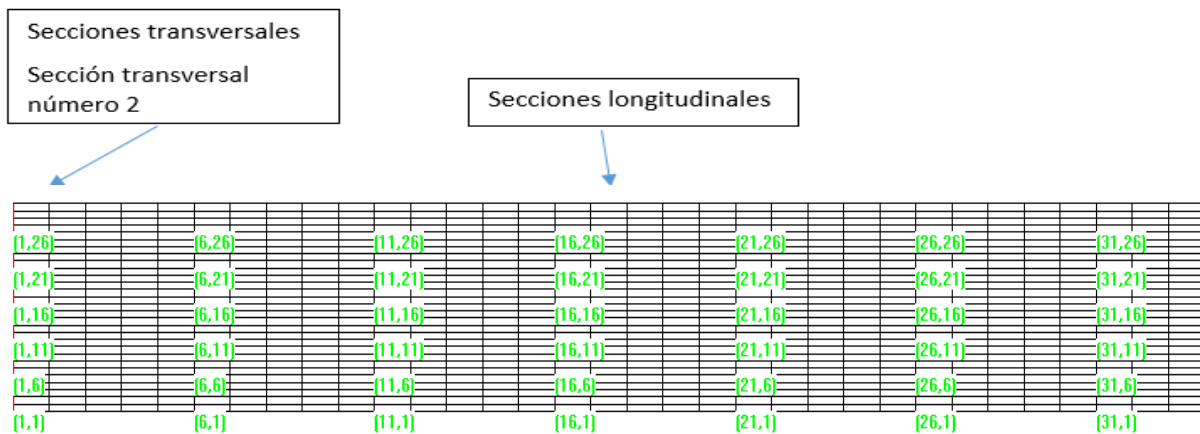 Secciones transversales
Sección transversal
número 2
Secciones longitudinales
(1,26) (6,26) (11,26) (16,26) (21,26) (26,26) (31,26)
(1,21) (6,21) (11,21) (16,21) (21,21) (26,21) (31,21)
(1,16) (6,16) (11,16) (16,16) (21,16) (26,16) (31,16)
(1,11) (6,11) (11,11) (16,11) (21,11) (26,11) (31,11)
(1,6) (6,6) (11,6) (16,6) (21,6) (26,6) (31,6)
(1,1) (6,1) (11,1) (16,1) (21,1) (26,1) (31,1)